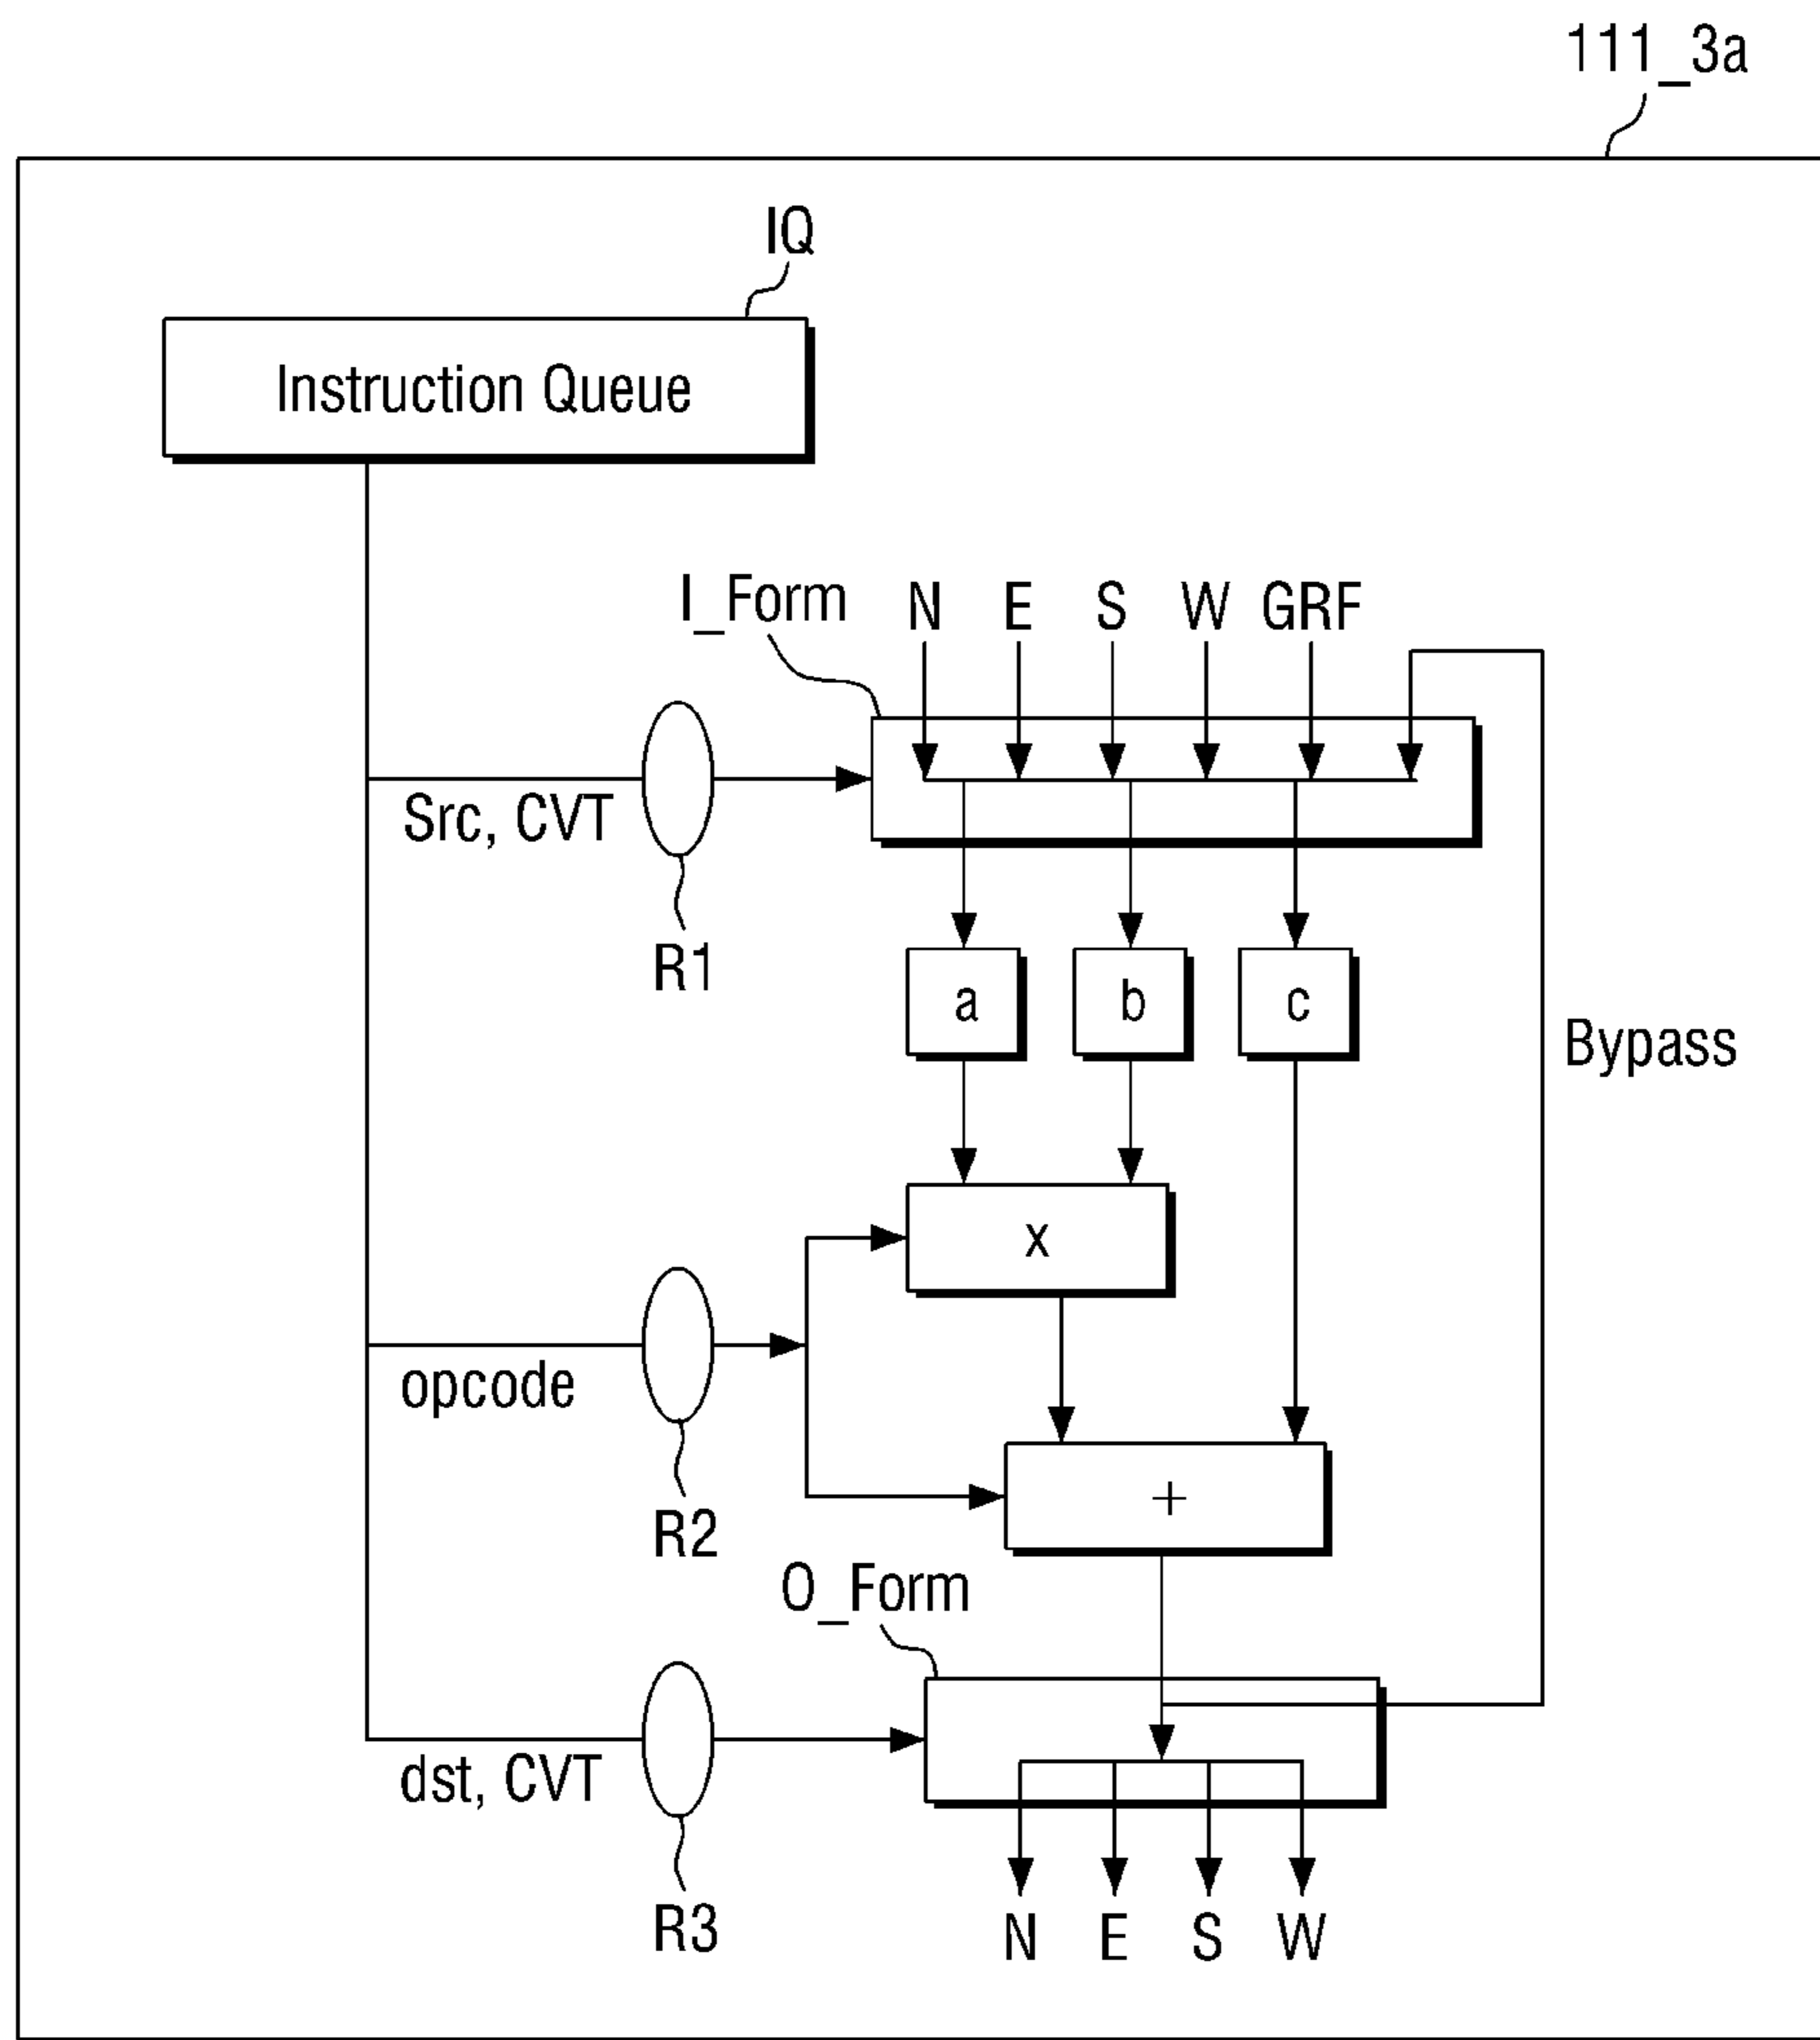 111_3a
IQ
Instruction Queue
I_Form N E S W GRF
Src, CVT
R1
a b c
Bypass
x
opcode
R2
+
O_Form
dst, CVT
R3
N E S W